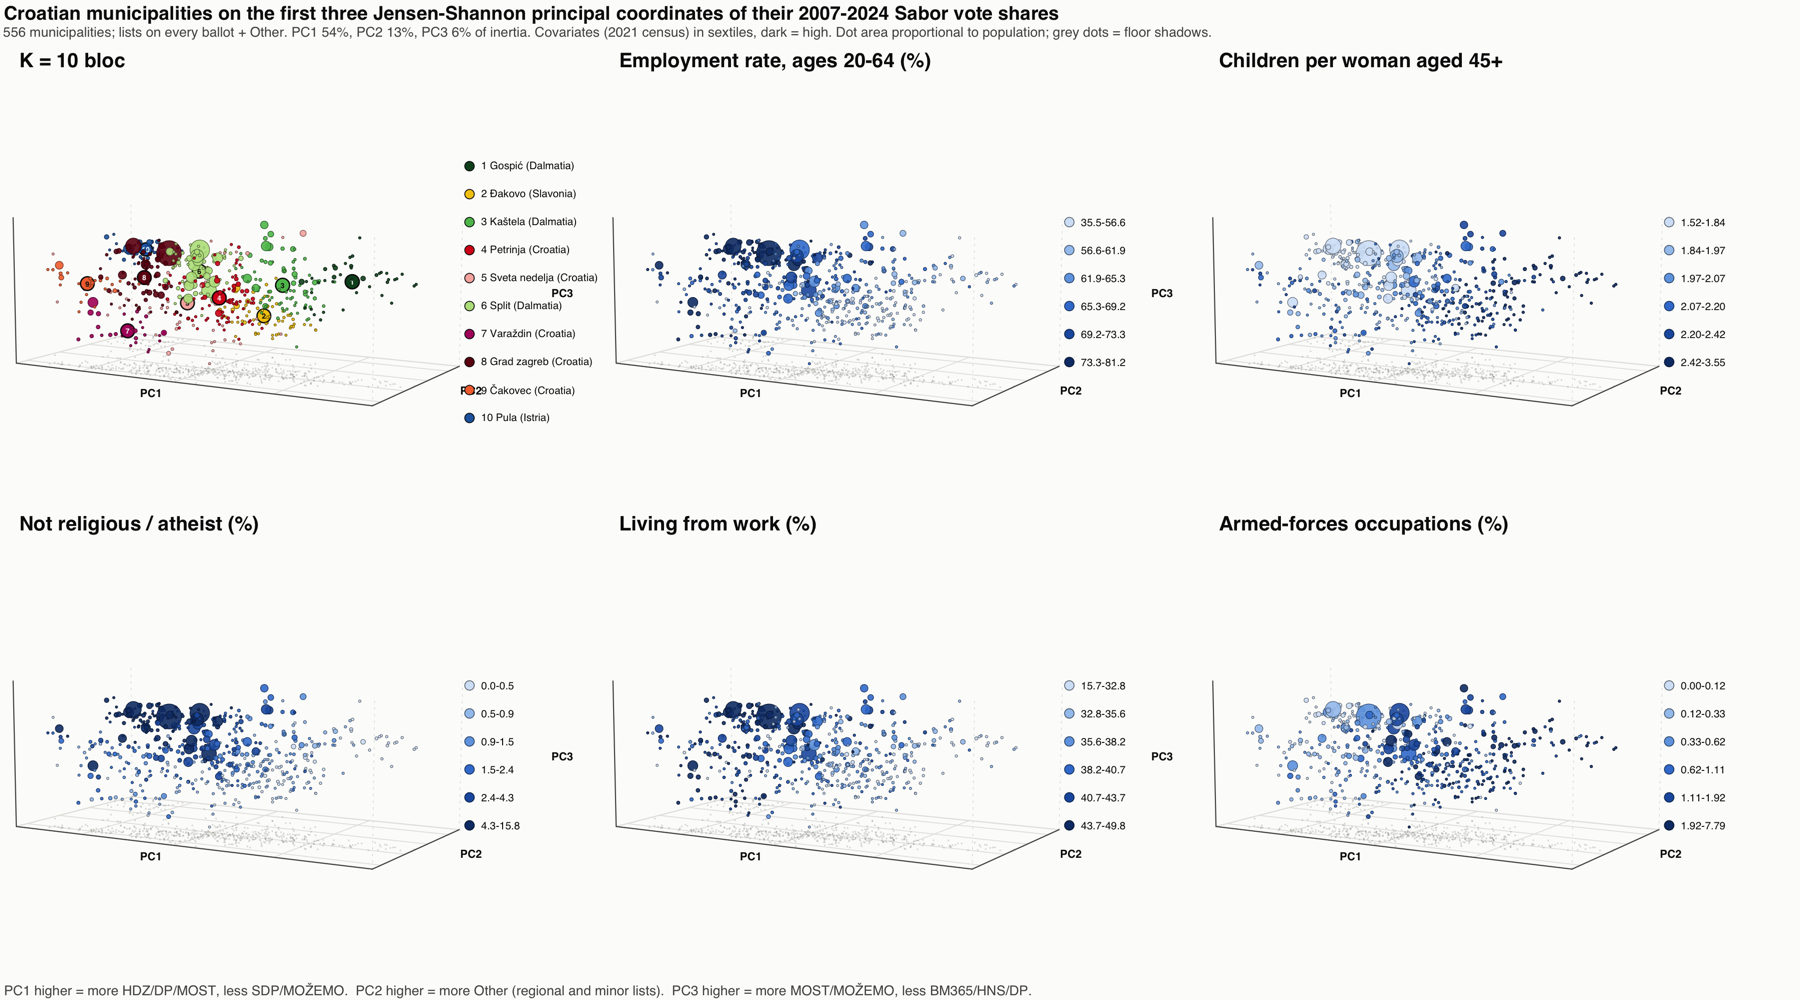 Croatian municipalities on the first three Jensen-Shannon principal coordinates of their 2007-2024 Sabor vote shares
556 municipalities; lists on every ballot + Other. PC1 54%, PC2 13%, PC3 6% of inertia. Covariates (2021 census) in sextiles, dark = high. Dot area proportional to population; grey dots = floor shadows.
K = 10 bloc
1 Gospić (Dalmatia)
2 Đakovo (Slavonia)
3 Kaštela (Dalmatia)
4 Petrinja (Croatia)
5 Sveta nedelja (Croatia)
6 Split (Dalmatia)
7 Varaždin (Croatia)
8 Grad zagreb (Croatia)
9 Čakovec (Croatia)
10 Pula (Istria)
9
8
7
4
3
2
1
PC1
PC2
PC3
Employment rate, ages 20-64 (%)
35.5-56.6
56.6-61.9
61.9-65.3
65.3-69.2
69.2-73.3
73.3-81.2
PC1
PC2
PC3
Children per woman aged 45+
1.52-1.84
1.84-1.97
1.97-2.07
2.07-2.20
2.20-2.42
2.42-3.55
PC1
PC2
Not religious / atheist (%)
0.0-0.5
0.5-0.9
0.9-1.5
1.5-2.4
2.4-4.3
4.3-15.8
PC1
PC2
PC3
Living from work (%)
15.7-32.8
32.8-35.6
35.6-38.2
38.2-40.7
40.7-43.7
43.7-49.8
PC1
PC2
PC3
Armed-forces occupations (%)
0.00-0.12
0.12-0.33
0.33-0.62
0.62-1.11
1.11-1.92
1.92-7.79
PC1
PC2
PC1 higher = more HDZ/DP/MOST, less SDP/MOŽEMO. PC2 higher = more Other (regional and minor lists). PC3 higher = more MOST/MOŽEMO, less BM365/HNS/DP.